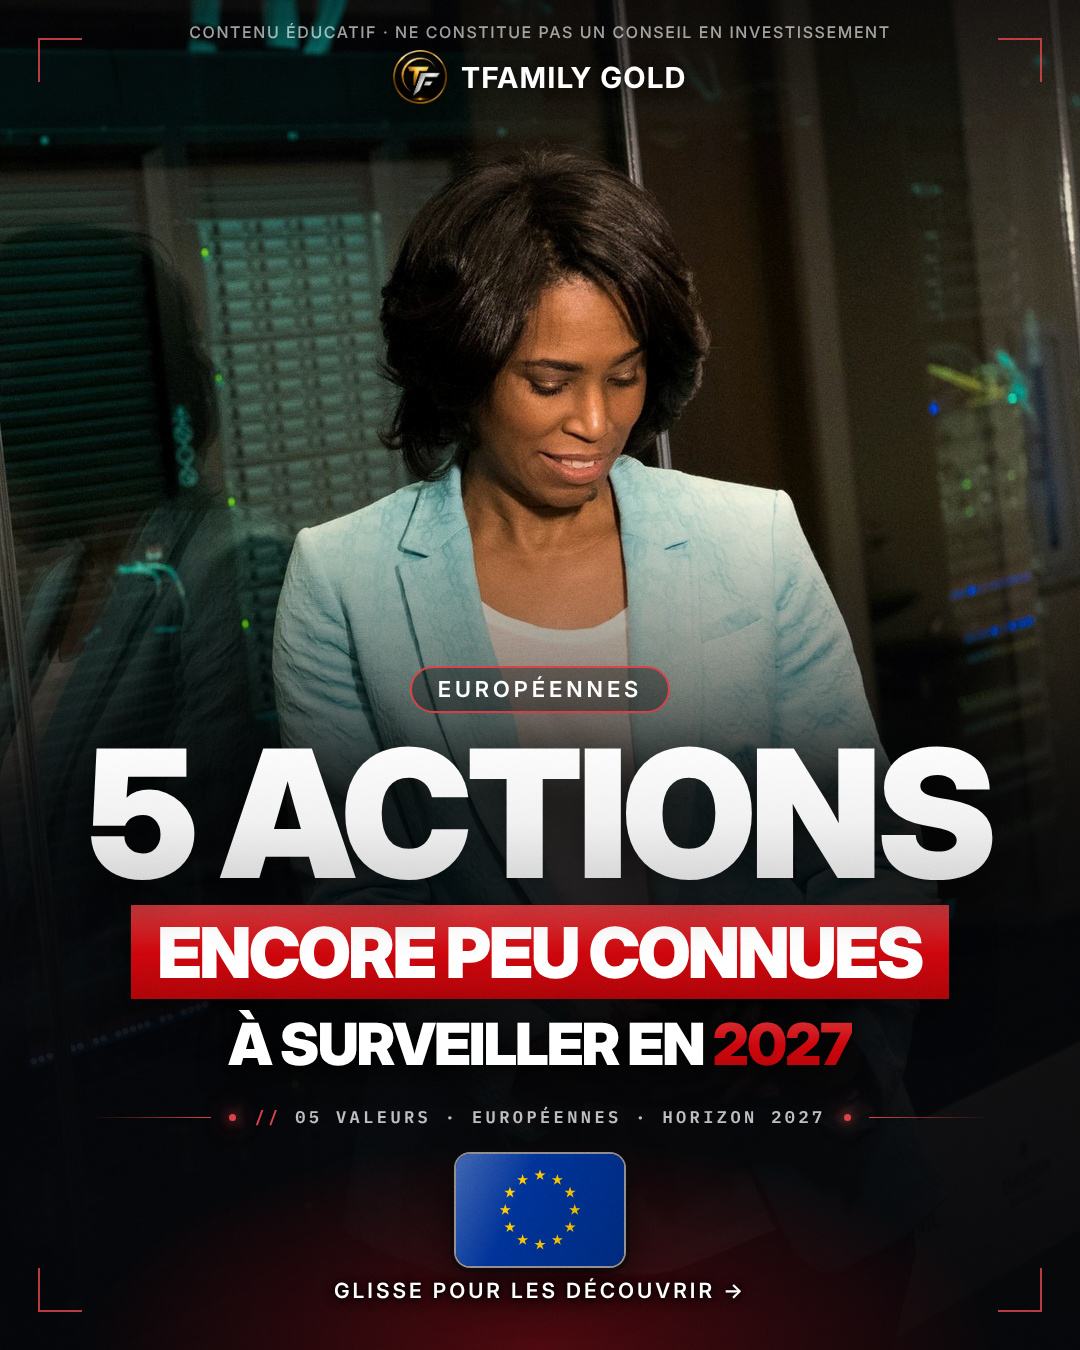 CONTENU ÉDUCATIF · NE CONSTITUE PAS UN CONSEIL EN INVESTISSEMENT
TF TFAMILY GOLD
EUROPÉENNES
5 ACTIONS
ENCORE PEU CONNUES
À SURVEILLER EN 2027
// 05 VALEURS · EUROPÉENNES · HORIZON 2027
GLISSE POUR LES DÉCOUVRIR →